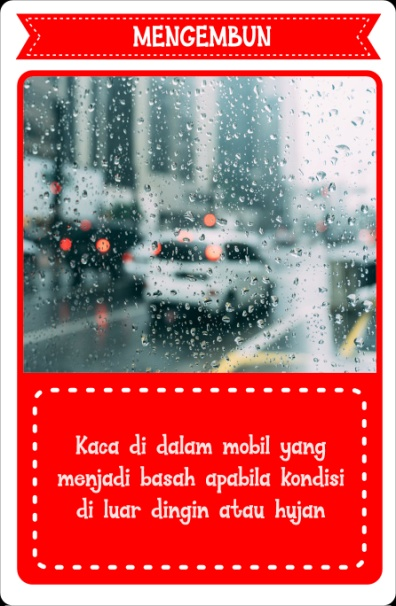 MENGEMBUN
Kaca di dalam mobil yang
menjadi basah apabila kondisi
di luar dingin atau hujan